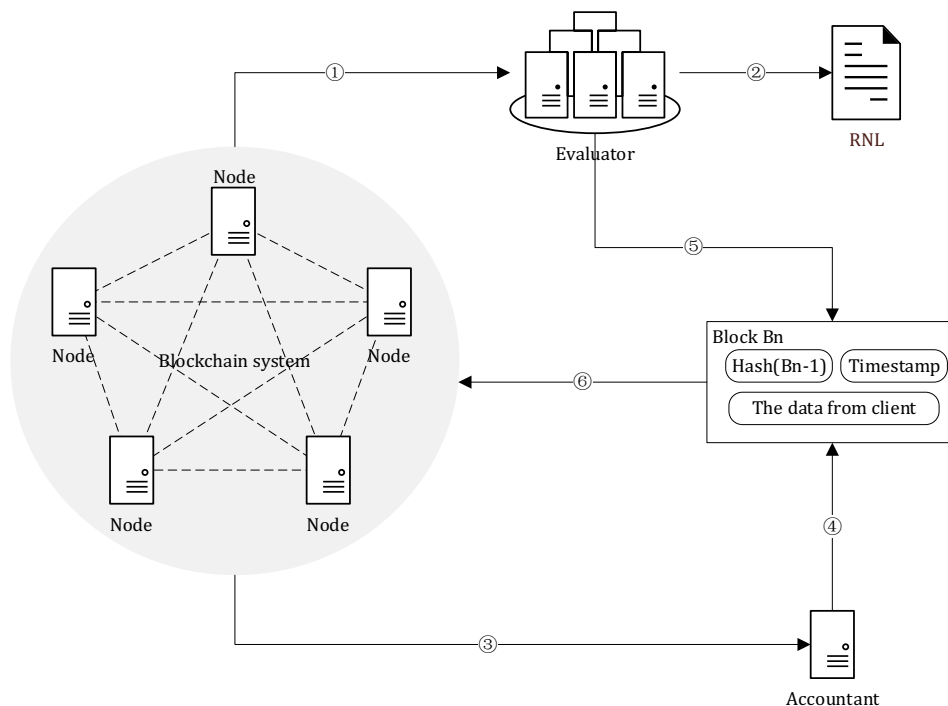 ①
②
Evaluator
RNL
Node
⑤
Node
Node
Blockchain system
Block Bn
Hash(Bn-1)
Timestamp
The data from client
⑥
Node
Node
④
③
Accountant